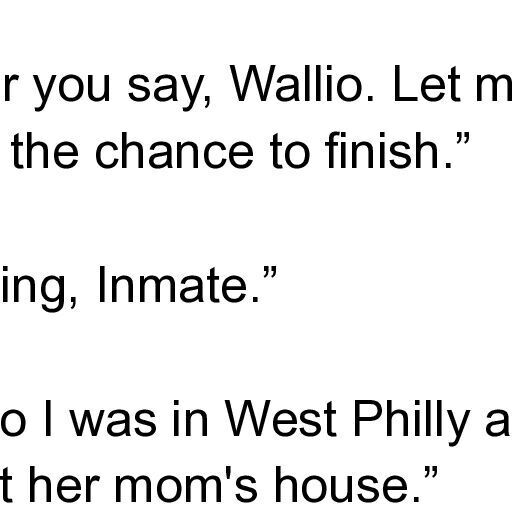 r you say, Wallio. Let m
the chance to finish.”
ing, Inmate.”
o I was in West Philly a
t her mom's house.”